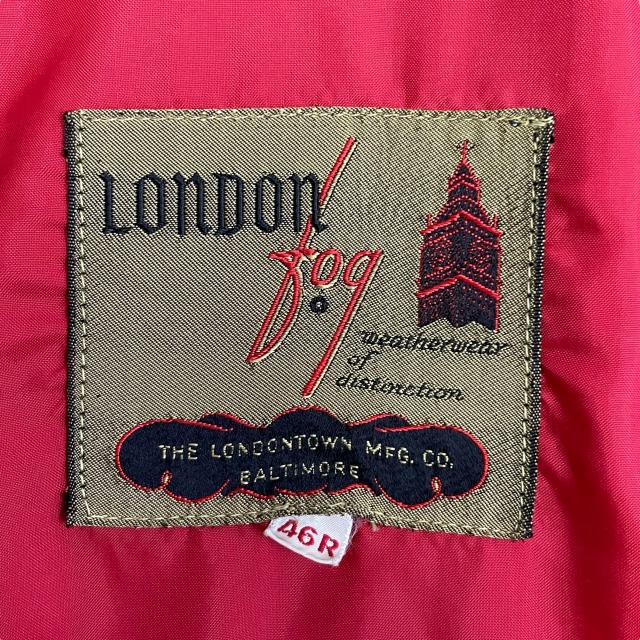 LONDON
fog
weatherwear
of
distinction
THE LONDONTOWN MFG. CO.
BALTIMORE
46R